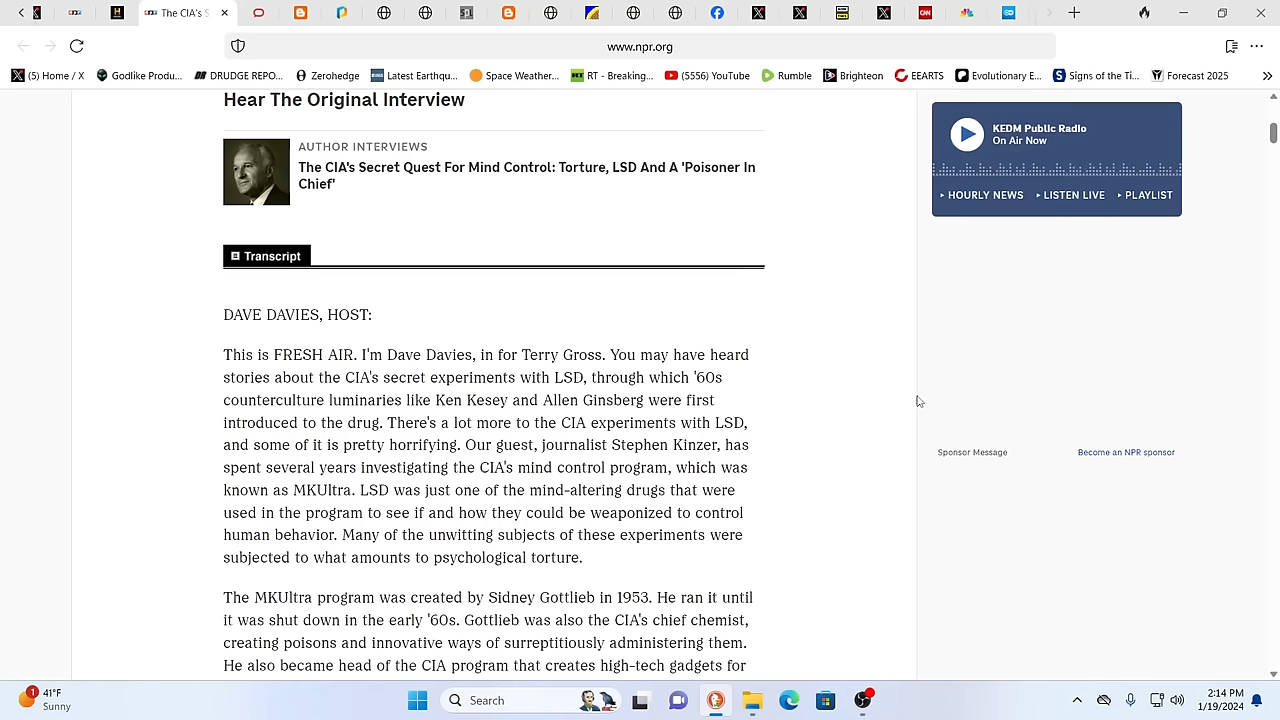 The CIA's S
www.npr.org
(5) Home / X
Godlike Produ...
DRUDGE REPO...
Zerohedge
Latest Earthqu...
Space Weather...
RT - Breaking...
(5556) YouTube
Rumble
Brighteon
EEARTS
Evolutionary E...
Signs of the Ti...
Forecast 2025
Hear The Original Interview
AUTHOR INTERVIEWS
The CIA's Secret Quest For Mind Control: Torture, LSD And A 'Poisoner In
Chief'
KEDM Public Radio
On Air Now
HOURLY NEWS
LISTEN LIVE
PLAYLIST
Transcript
DAVE DAVIES, HOST:
This is FRESH AIR. I'm Dave Davies, in for Terry Gross. You may have heard
stories about the CIA's secret experiments with LSD, through which '60s
counterculture luminaries like Ken Kesey and Allen Ginsberg were first
introduced to the drug. There's a lot more to the CIA experiments with LSD,
and some of it is pretty horrifying. Our guest, journalist Stephen Kinzer, has
spent several years investigating the CIA's mind control program, which was
known as MKUltra. LSD was just one of the mind-altering drugs that were
used in the program to see if and how they could be weaponized to control
human behavior. Many of the unwitting subjects of these experiments were
subjected to what amounts to psychological torture.
Sponsor Message
Become an NPR sponsor
The MKUltra program was created by Sidney Gottlieb in 1953. He ran it until
it was shut down in the early '60s. Gottlieb was also the CIA's chief chemist,
creating poisons and innovative ways of surreptitiously administering them.
He also became head of the CIA program that creates high-tech gadgets for
1
41°F
Sunny
Search
2:14 PM
1/19/2024